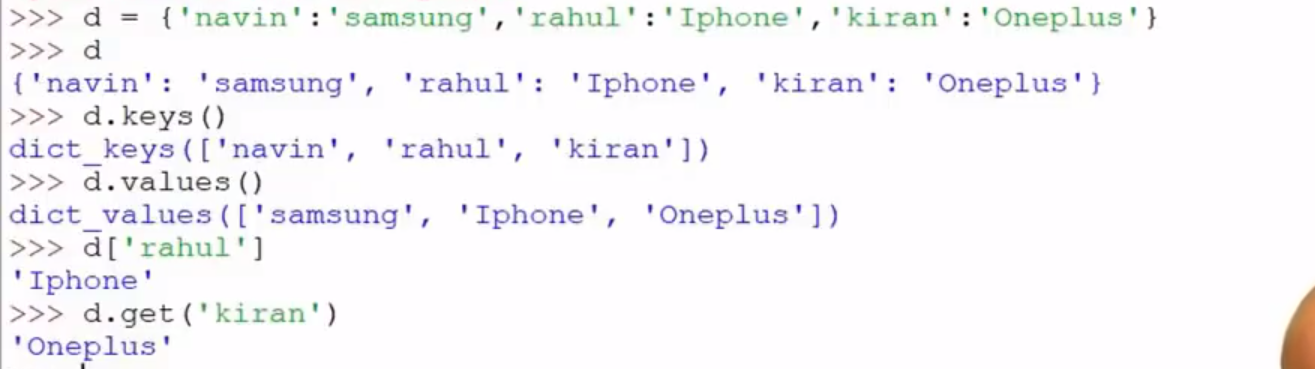 >>> d = {'navin':'samsung','rahul':'Iphone','kiran':'Oneplus'}
>>> d
{'navin': 'samsung', 'rahul': 'Iphone', 'kiran': 'Oneplus'}
>>> d.keys()
dict_keys(['navin', 'rahul', 'kiran'])
>>> d.values()
dict_values(['samsung', 'Iphone', 'Oneplus'])
>>> d['rahul']
'Iphone'
>>> d.get('kiran')
'Oneplus'